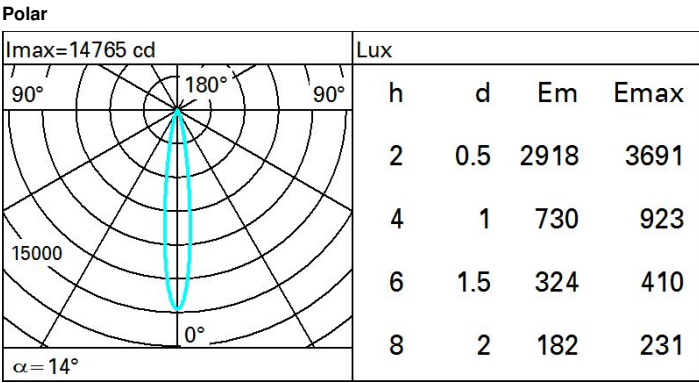 Polar
Imax=14765 cd
Lux
90° 180° 90°
h d Em Emax
2 0.5 2918 3691
4 1 730 923
15000
6 1.5 324 410
0°
8 2 182 231
α=14°